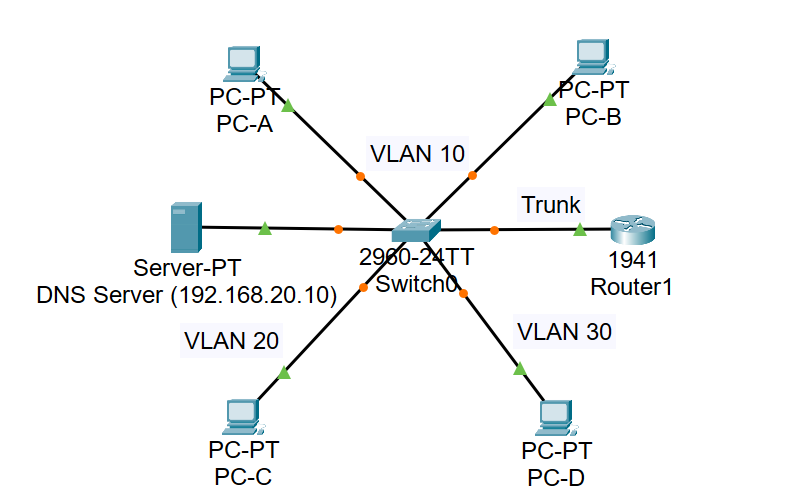 PC-PT
PC-A
PC-PT
PC-B
VLAN 10
Trunk
2960-24TT
Switch0
1941
Router1
Server-PT
DNS Server (192.168.20.10)
VLAN 20
VLAN 30
PC-PT
PC-C
PC-PT
PC-D